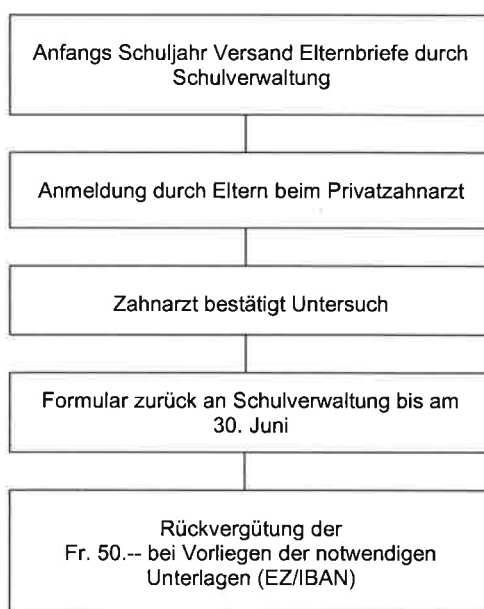 Anfangs Schuljahr Versand Elternbriefe durch
Schulverwaltung
Anmeldung durch Eltern beim Privatzahnarzt
Zahnarzt bestätigt Untersuch
Formular zurück an Schulverwaltung bis am
30. Juni
Rückvergütung der
Fr. 50.-- bei Vorliegen der notwendigen
Unterlagen (EZ/IBAN)